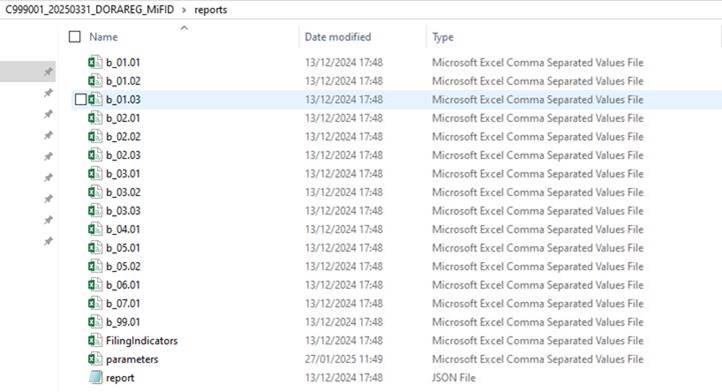 C999001_20250331_DORAREG_MiFID > reports
Name Date modified Type
b_01.01 13/12/2024 17:48 Microsoft Excel Comma Separated Values File
b_01.02 13/12/2024 17:48 Microsoft Excel Comma Separated Values File
b_01.03 13/12/2024 17:48 Microsoft Excel Comma Separated Values File
b_02.01 13/12/2024 17:48 Microsoft Excel Comma Separated Values File
b_02.02 13/12/2024 17:48 Microsoft Excel Comma Separated Values File
b_02.03 13/12/2024 17:48 Microsoft Excel Comma Separated Values File
b_03.01 13/12/2024 17:48 Microsoft Excel Comma Separated Values File
b_03.02 13/12/2024 17:48 Microsoft Excel Comma Separated Values File
b_03.03 13/12/2024 17:48 Microsoft Excel Comma Separated Values File
b_04.01 13/12/2024 17:48 Microsoft Excel Comma Separated Values File
b_05.01 13/12/2024 17:48 Microsoft Excel Comma Separated Values File
b_05.02 13/12/2024 17:48 Microsoft Excel Comma Separated Values File
b_06.01 13/12/2024 17:48 Microsoft Excel Comma Separated Values File
b_07.01 13/12/2024 17:48 Microsoft Excel Comma Separated Values File
b_99.01 13/12/2024 17:48 Microsoft Excel Comma Separated Values File
FilingIndicators 13/12/2024 17:48 Microsoft Excel Comma Separated Values File
parameters 27/01/2025 11:49 Microsoft Excel Comma Separated Values File
report 13/12/2024 17:48 JSON File